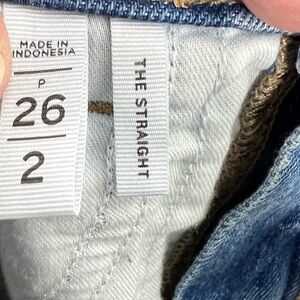 MADE IN
INDONESIA
P
26
2
THE STRAIGHT